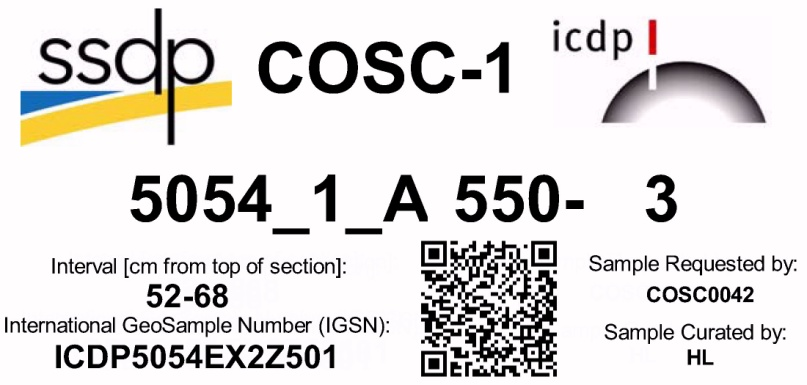 ssdp COSC-1 icdp
5054_1_A 550- 3
Interval [cm from top of section]:
52-68
International GeoSample Number (IGSN):
ICDP5054EX2Z501
Sample Requested by:
COSC0042
Sample Curated by:
HL